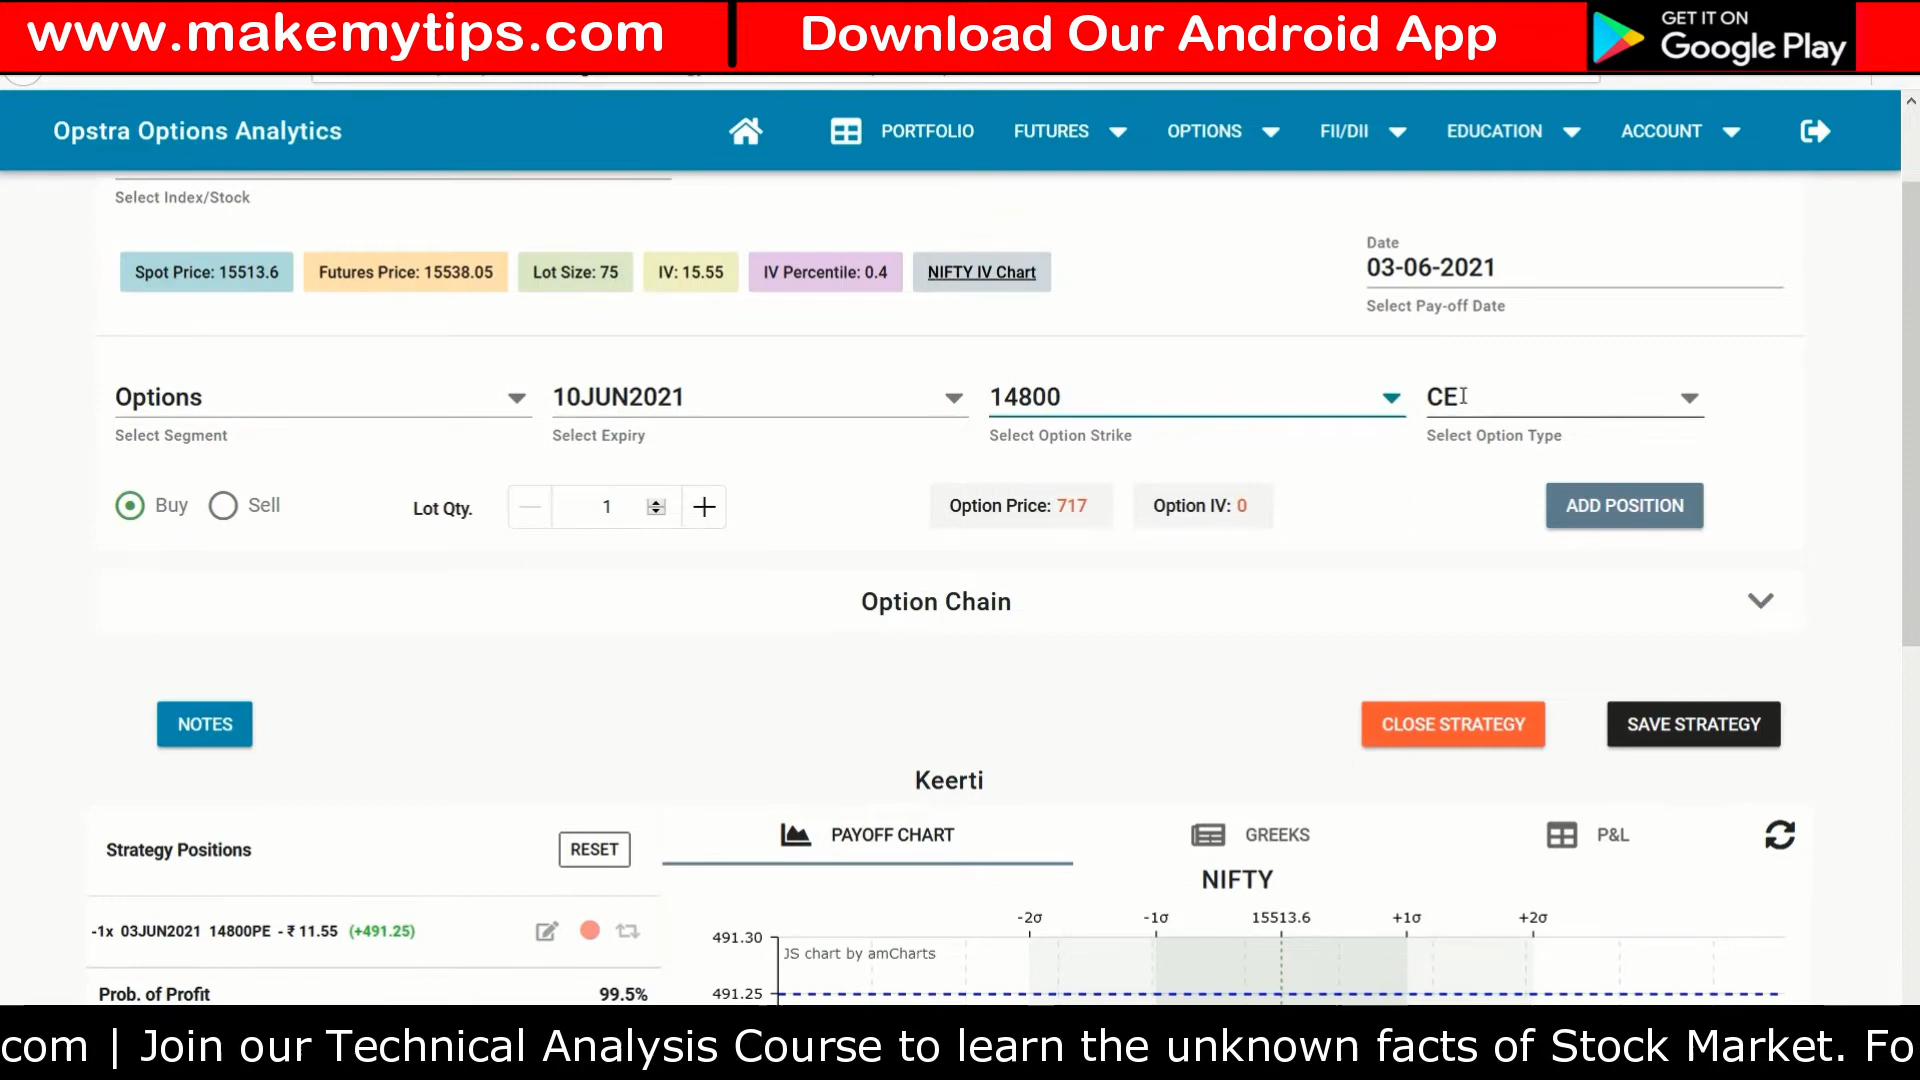 www.makemytips.com
Download Our Android App
GET IT ON
Google Play
Opstra Options Analytics
PORTFOLIO
FUTURES
OPTIONS
FII/DII
EDUCATION
ACCOUNT
Select Index/Stock
Spot Price: 15513.6
Futures Price: 15538.05
Lot Size: 75
IV: 15.55
IV Percentile: 0.4
NIFTY IV Chart
Date
03-06-2021
Select Pay-off Date
Options
10JUN2021
14800
CE
Select Segment
Select Expiry
Select Option Strike
Select Option Type
Buy
Sell
Lot Qty.
1
Option Price: 717
Option IV: 0
ADD POSITION
Option Chain
NOTES
CLOSE STRATEGY
SAVE STRATEGY
Keerti
Strategy Positions
RESET
PAYOFF CHART
GREEKS
P&L
NIFTY
-1x 03JUN2021 14800PE - ₹ 11.55 (+491.25)
-2σ
-1σ
15513.6
+1σ
+2σ
491.30
JS chart by amCharts
Prob. of Profit
99.5%
491.25
com | Join our Technical Analysis Course to learn the unknown facts of Stock Market. Fo